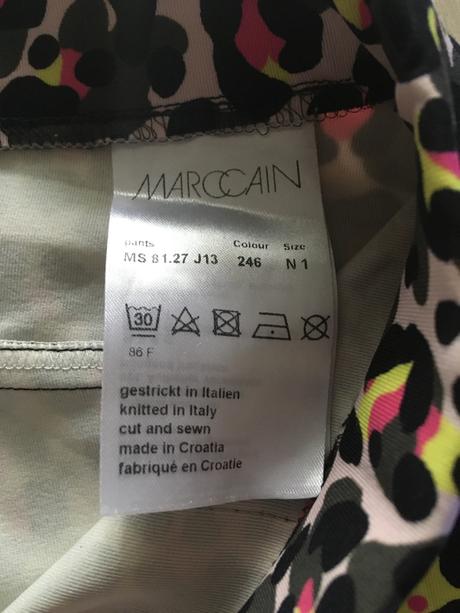 MARCCAIN
pants Colour Size
MS 81.27 J13 246 N 1
30
86 F
gestrickt in Italien
knitted in Italy
cut and sewn
made in Croatia
fabriqué en Croatie